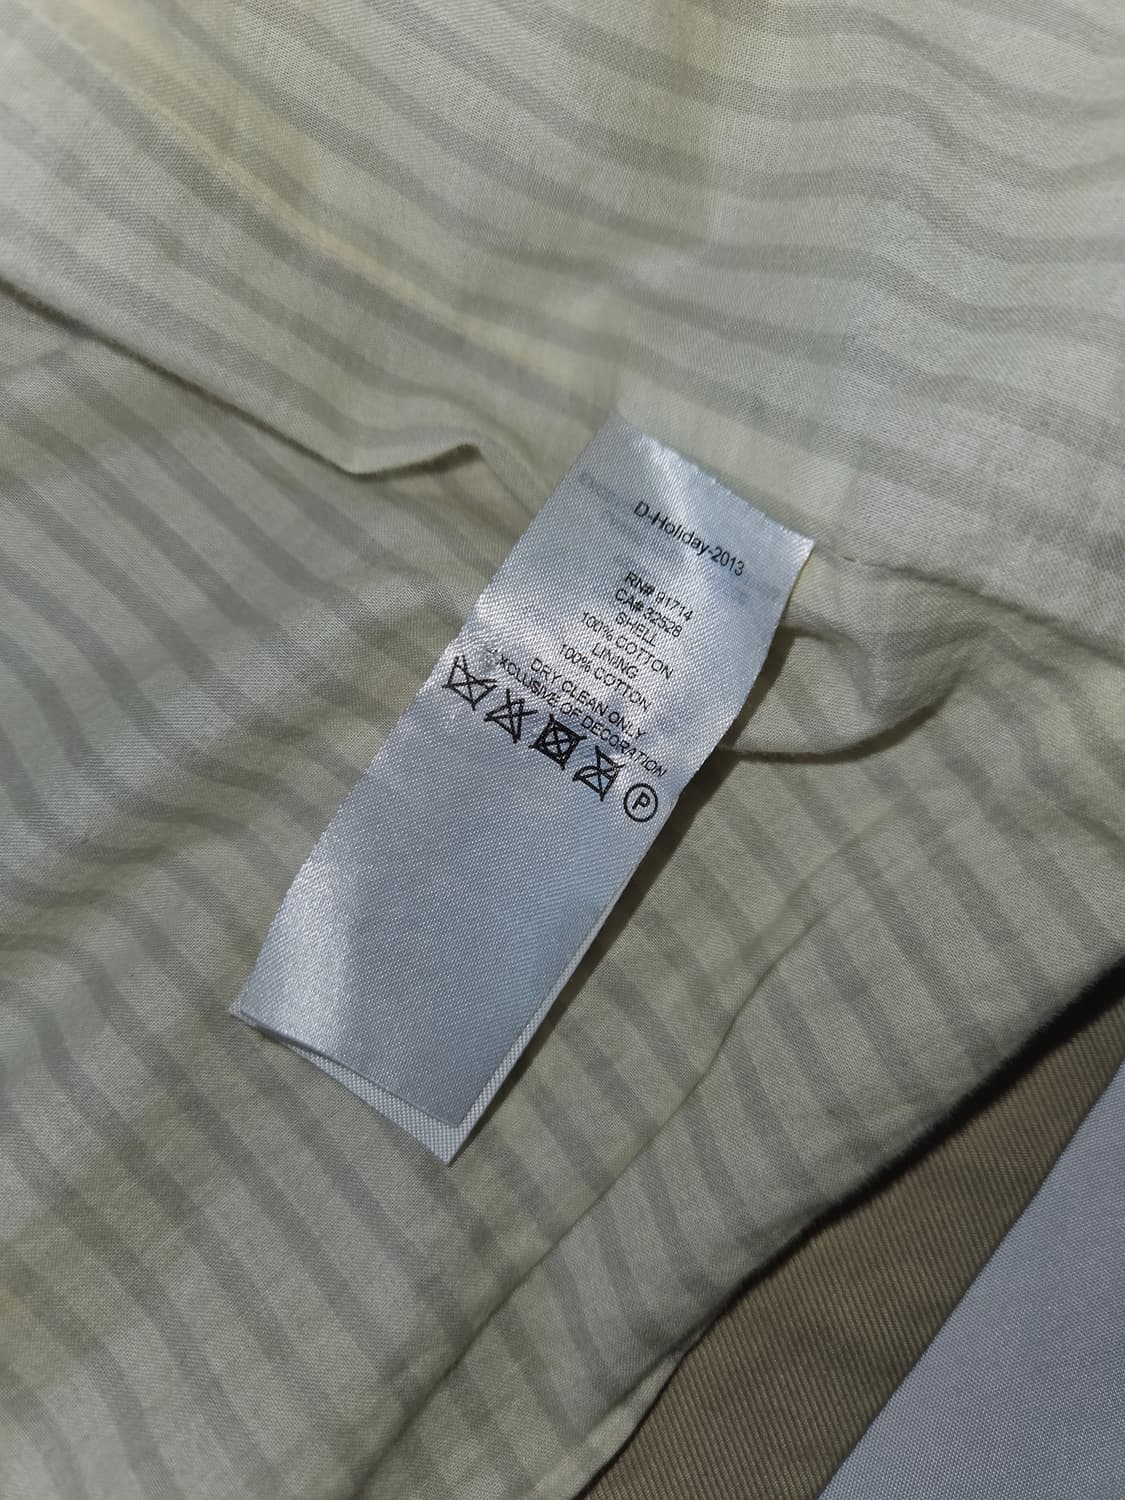 D-Holiday-2013
RN# 91714
CA# 32528
SHELL
100% COTTON
LINING
100% COTTON
DRY CLEAN ONLY
EXCLUSIVE OF DECORATION
P